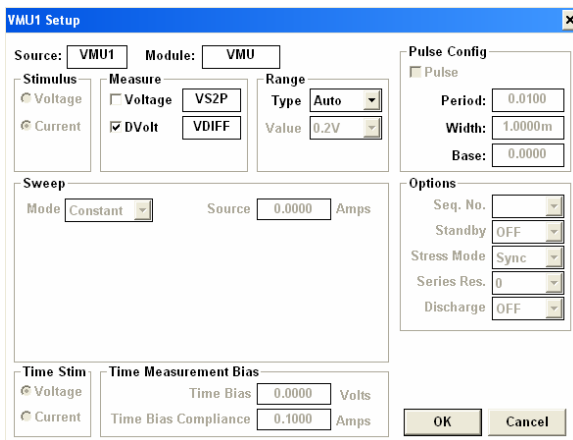 VMU1 Setup
Source: VMU1 Module: VMU
Stimulus
Voltage
Current
Measure
Voltage VS2P
DVolt VDIFF
Range
Type Auto
Value 0.2V
Pulse Config
Pulse
Period: 0.0100
Width: 1.0000m
Base: 0.0000
Sweep
Mode Constant Source 0.0000 Amps
Options
Seq. No.
Standby OFF
Stress Mode Sync
Series Res. 0
Discharge OFF
Time Stim
Voltage
Current
Time Measurement Bias
Time Bias 0.0000 Volts
Time Bias Compliance 0.1000 Amps
OK Cancel